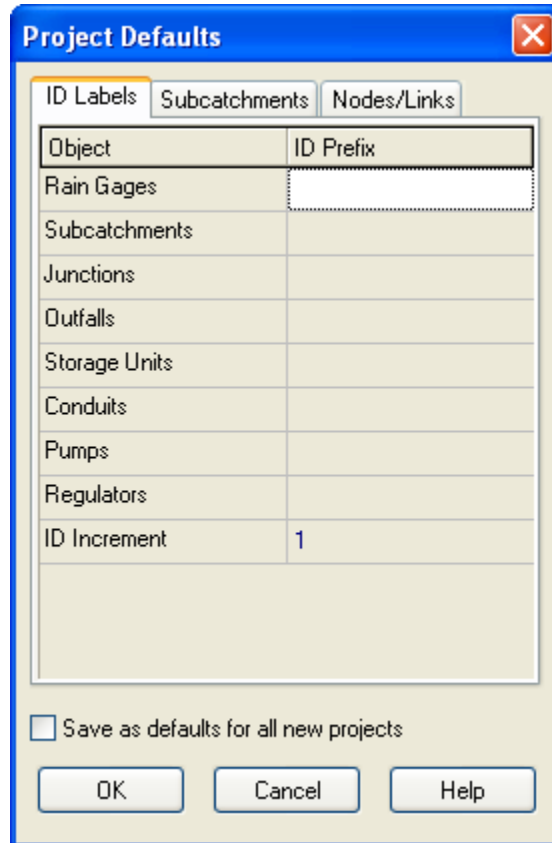 Project Defaults
ID Labels Subcatchments Nodes/Links
Object ID Prefix
Rain Gages
Subcatchments
Junctions
Outfalls
Storage Units
Conduits
Pumps
Regulators
ID Increment 1
Save as defaults for all new projects
OK Cancel Help